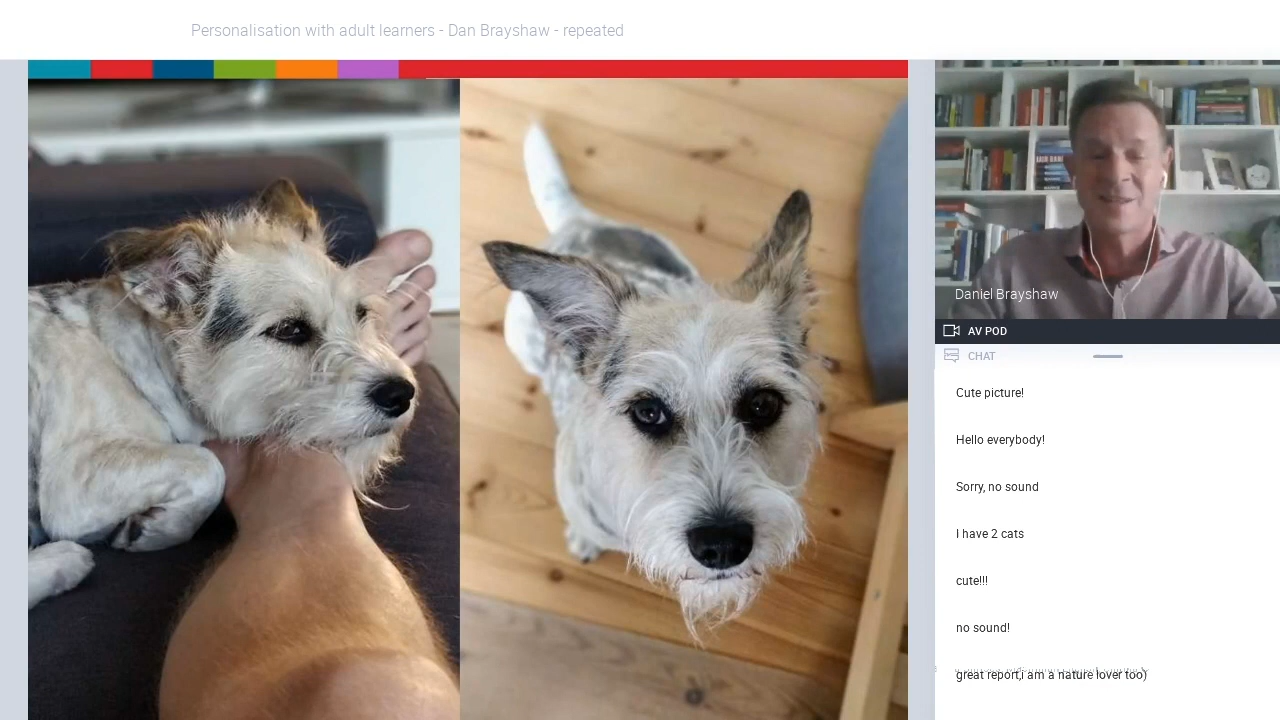 Personalisation with adult learners - Dan Brayshaw - repeated
Daniel Brayshaw
AV POD
CHAT
Cute picture!
Hello everybody!
Sorry, no sound
I have 2 cats
cute!!!
no sound!
great report,i am a nature lover too)